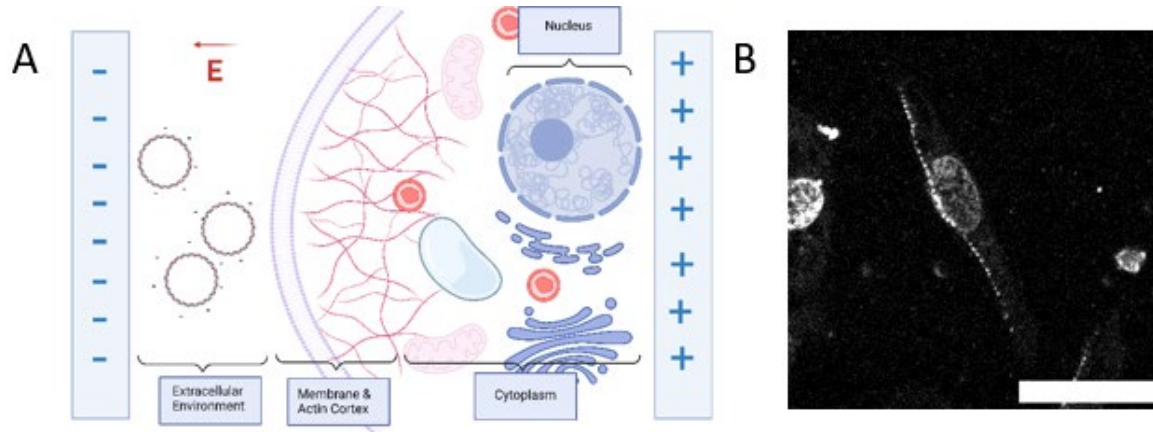 A
B
E
Nucleus
-
-
-
-
-
-
-
+
+
+
+
+
+
+
Extracellular
Environment
Membrane &
Actin Cortex
Cytoplasm